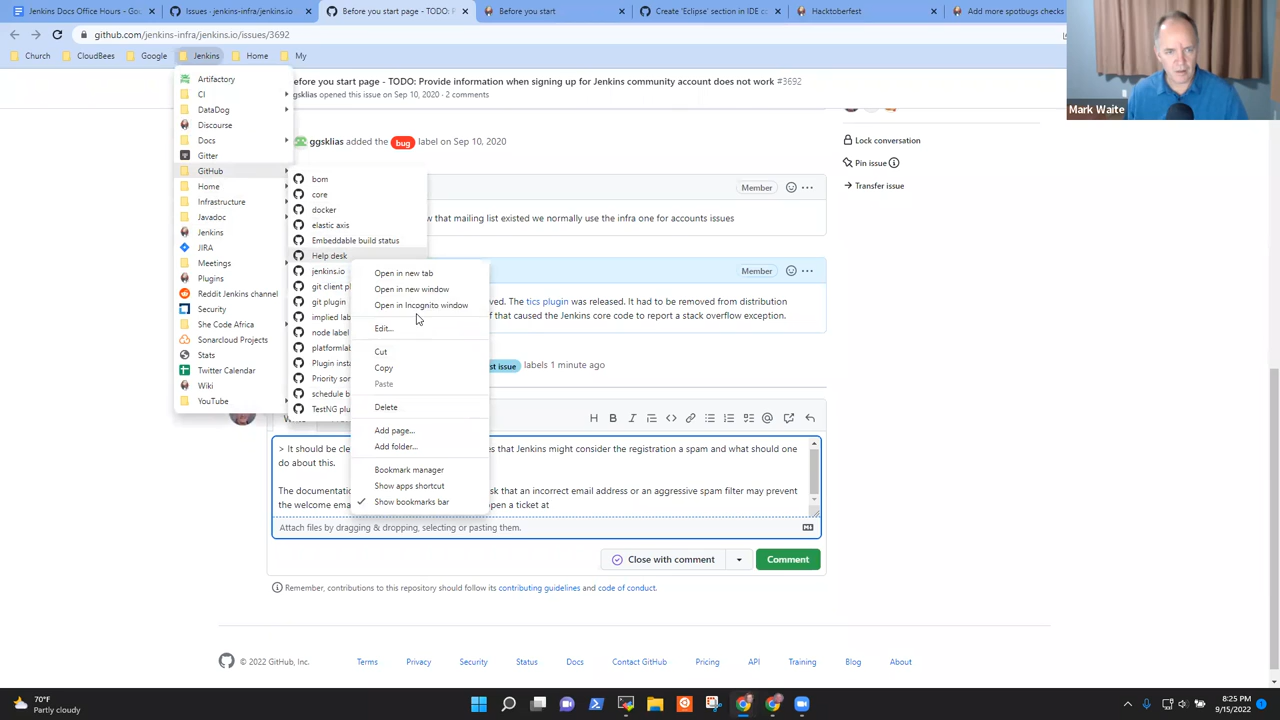 Jenkins Docs Office Hours - Go
Issues · jenkins-infra/jenkins.io
Before you start page - TODO: P
Before you start
Create 'Eclipse' section in IDE co
Hacktoberfest
Add more spotbugs checks
github.com/jenkins-infra/jenkins.io/issues/3692
Church
CloudBees
Google
Jenkins
Home
My
Mark Waite
efore you start page - TODO: Provide information when signing up for Jenkins community account does not work #3692
gsklias opened this issue on Sep 10, 2020 · 2 comments
Artifactory
CI
DataDog
Discourse
Docs
Gitter
GitHub
Home
Infrastructure
Javadoc
Jenkins
JIRA
Meetings
Plugins
Reddit Jenkins channel
Security
She Code Africa
Sonarcloud Projects
Stats
Twitter Calendar
Wiki
YouTube
ggsklias added the bug label on Sep 10, 2020
Lock conversation
Pin issue
Transfer issue
bom
core
docker
elastic axis
Embeddable build status
Help desk
jenkins.io
git client pl
git plugin
implied lab
node label
platformlab
Plugin insta
Priority sor
schedule b
TestNG plu
Member
w that mailing list existed we normally use the infra one for accounts issues
Member
ved. The tics plugin was released. It had to be removed from distribution
f that caused the Jenkins core code to report a stack overflow exception.
st issue labels 1 minute ago
Open in new tab
Open in new window
Open in Incognito window
Edit...
Cut
Copy
Paste
Delete
Add page...
Add folder...
Bookmark manager
Show apps shortcut
Show bookmarks bar
> It should be cle
es that Jenkins might consider the registration a spam and what should one
do about this.
The documentatio
sk that an incorrect email address or an aggressive spam filter may prevent
the welcome ema
open a ticket at
Attach files by dragging & dropping, selecting or pasting them.
Close with comment
Comment
Remember, contributions to this repository should follow its contributing guidelines and code of conduct.
© 2022 GitHub, Inc.
Terms
Privacy
Security
Status
Docs
Contact GitHub
Pricing
API
Training
Blog
About
70°F
Partly cloudy
8:25 PM
9/15/2022